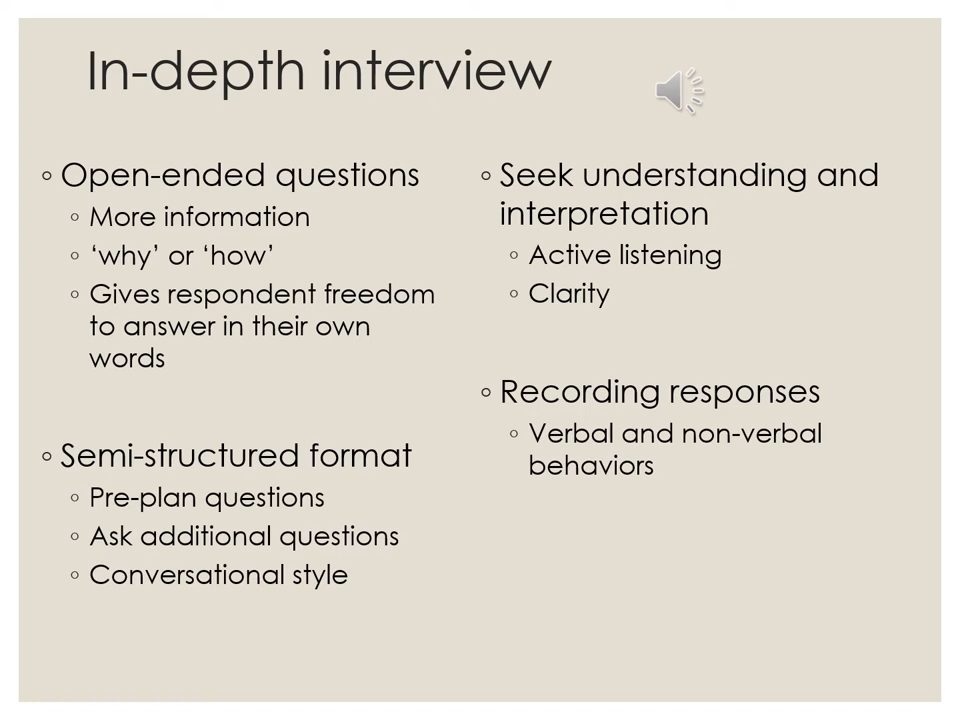 In-depth interview
◦ Open-ended questions
◦ More information
◦ ‘why’ or ‘how’
◦ Gives respondent freedom
to answer in their own
words
◦ Semi-structured format
◦ Pre-plan questions
◦ Ask additional questions
◦ Conversational style
◦ Seek understanding and
interpretation
◦ Active listening
◦ Clarity
◦ Recording responses
◦ Verbal and non-verbal
behaviors